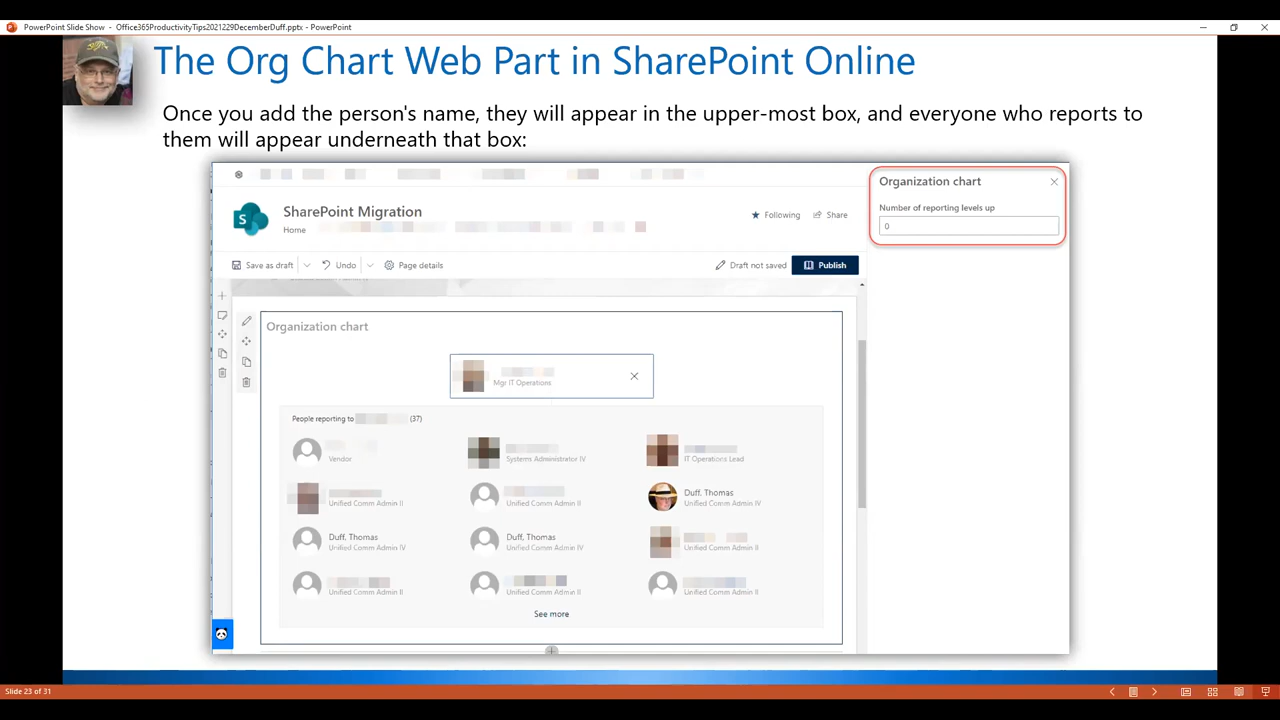 PowerPoint Slide Show - Office365ProductivityTips2021229DecemberDuff.pptx - PowerPoint
The Org Chart Web Part in SharePoint Online
Once you add the person's name, they will appear in the upper-most box, and everyone who reports to
them will appear underneath that box:
Organization chart
Number of reporting levels up
0
S
SharePoint Migration
Home
Following
Share
Save as draft
Undo
Page details
Draft not saved
Publish
Organization chart
Mgr IT Operations
People reporting to (37)
Vendor
Systems Administrator IV
IT Operations Lead
Unified Comm Admin II
Unified Comm Admin II
Duff, Thomas
Unified Comm Admin IV
Duff, Thomas
Unified Comm Admin IV
Duff, Thomas
Unified Comm Admin IV
Unified Comm Admin II
Unified Comm Admin II
Unified Comm Admin II
Unified Comm Admin II
See more
Slide 23 of 31